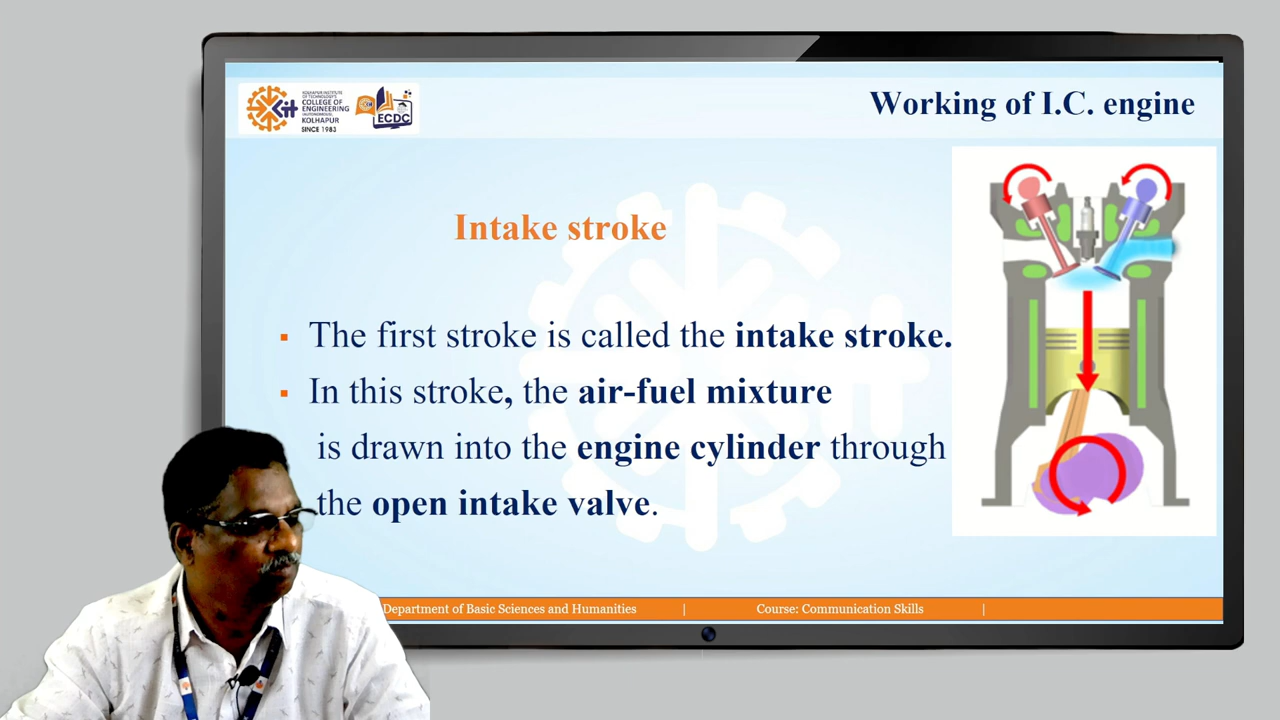 KOLHAPUR INSTITUTE
OF TECHNOLOGY'S
COLLEGE OF
ENGINEERING
(AUTONOMOUS)
KOLHAPUR
SINCE 1983
ECDC
Working of I.C. engine
Intake stroke
▪ The first stroke is called the intake stroke.
▪ In this stroke, the air-fuel mixture
is drawn into the engine cylinder through
the open intake valve.
Department of Basic Sciences and Humanities | Course: Communication Skills |